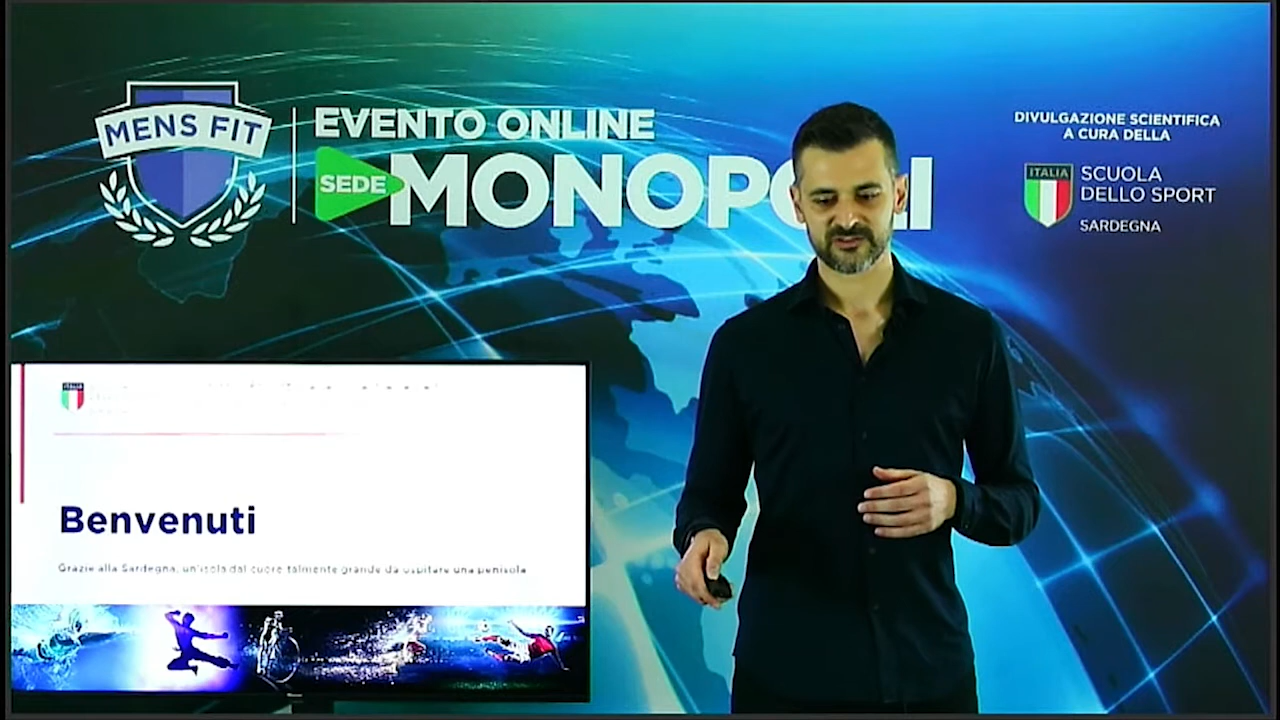 MENS FIT
EVENTO ONLINE
SEDE
MONOPOLI
DIVULGAZIONE SCIENTIFICA
A CURA DELLA
ITALIA
SCUOLA
DELLO SPORT
SARDEGNA
ITALIA
Benvenuti
Grazie alla Sardegna, un'isola dal cuore talmente grande da ospitare una penisola